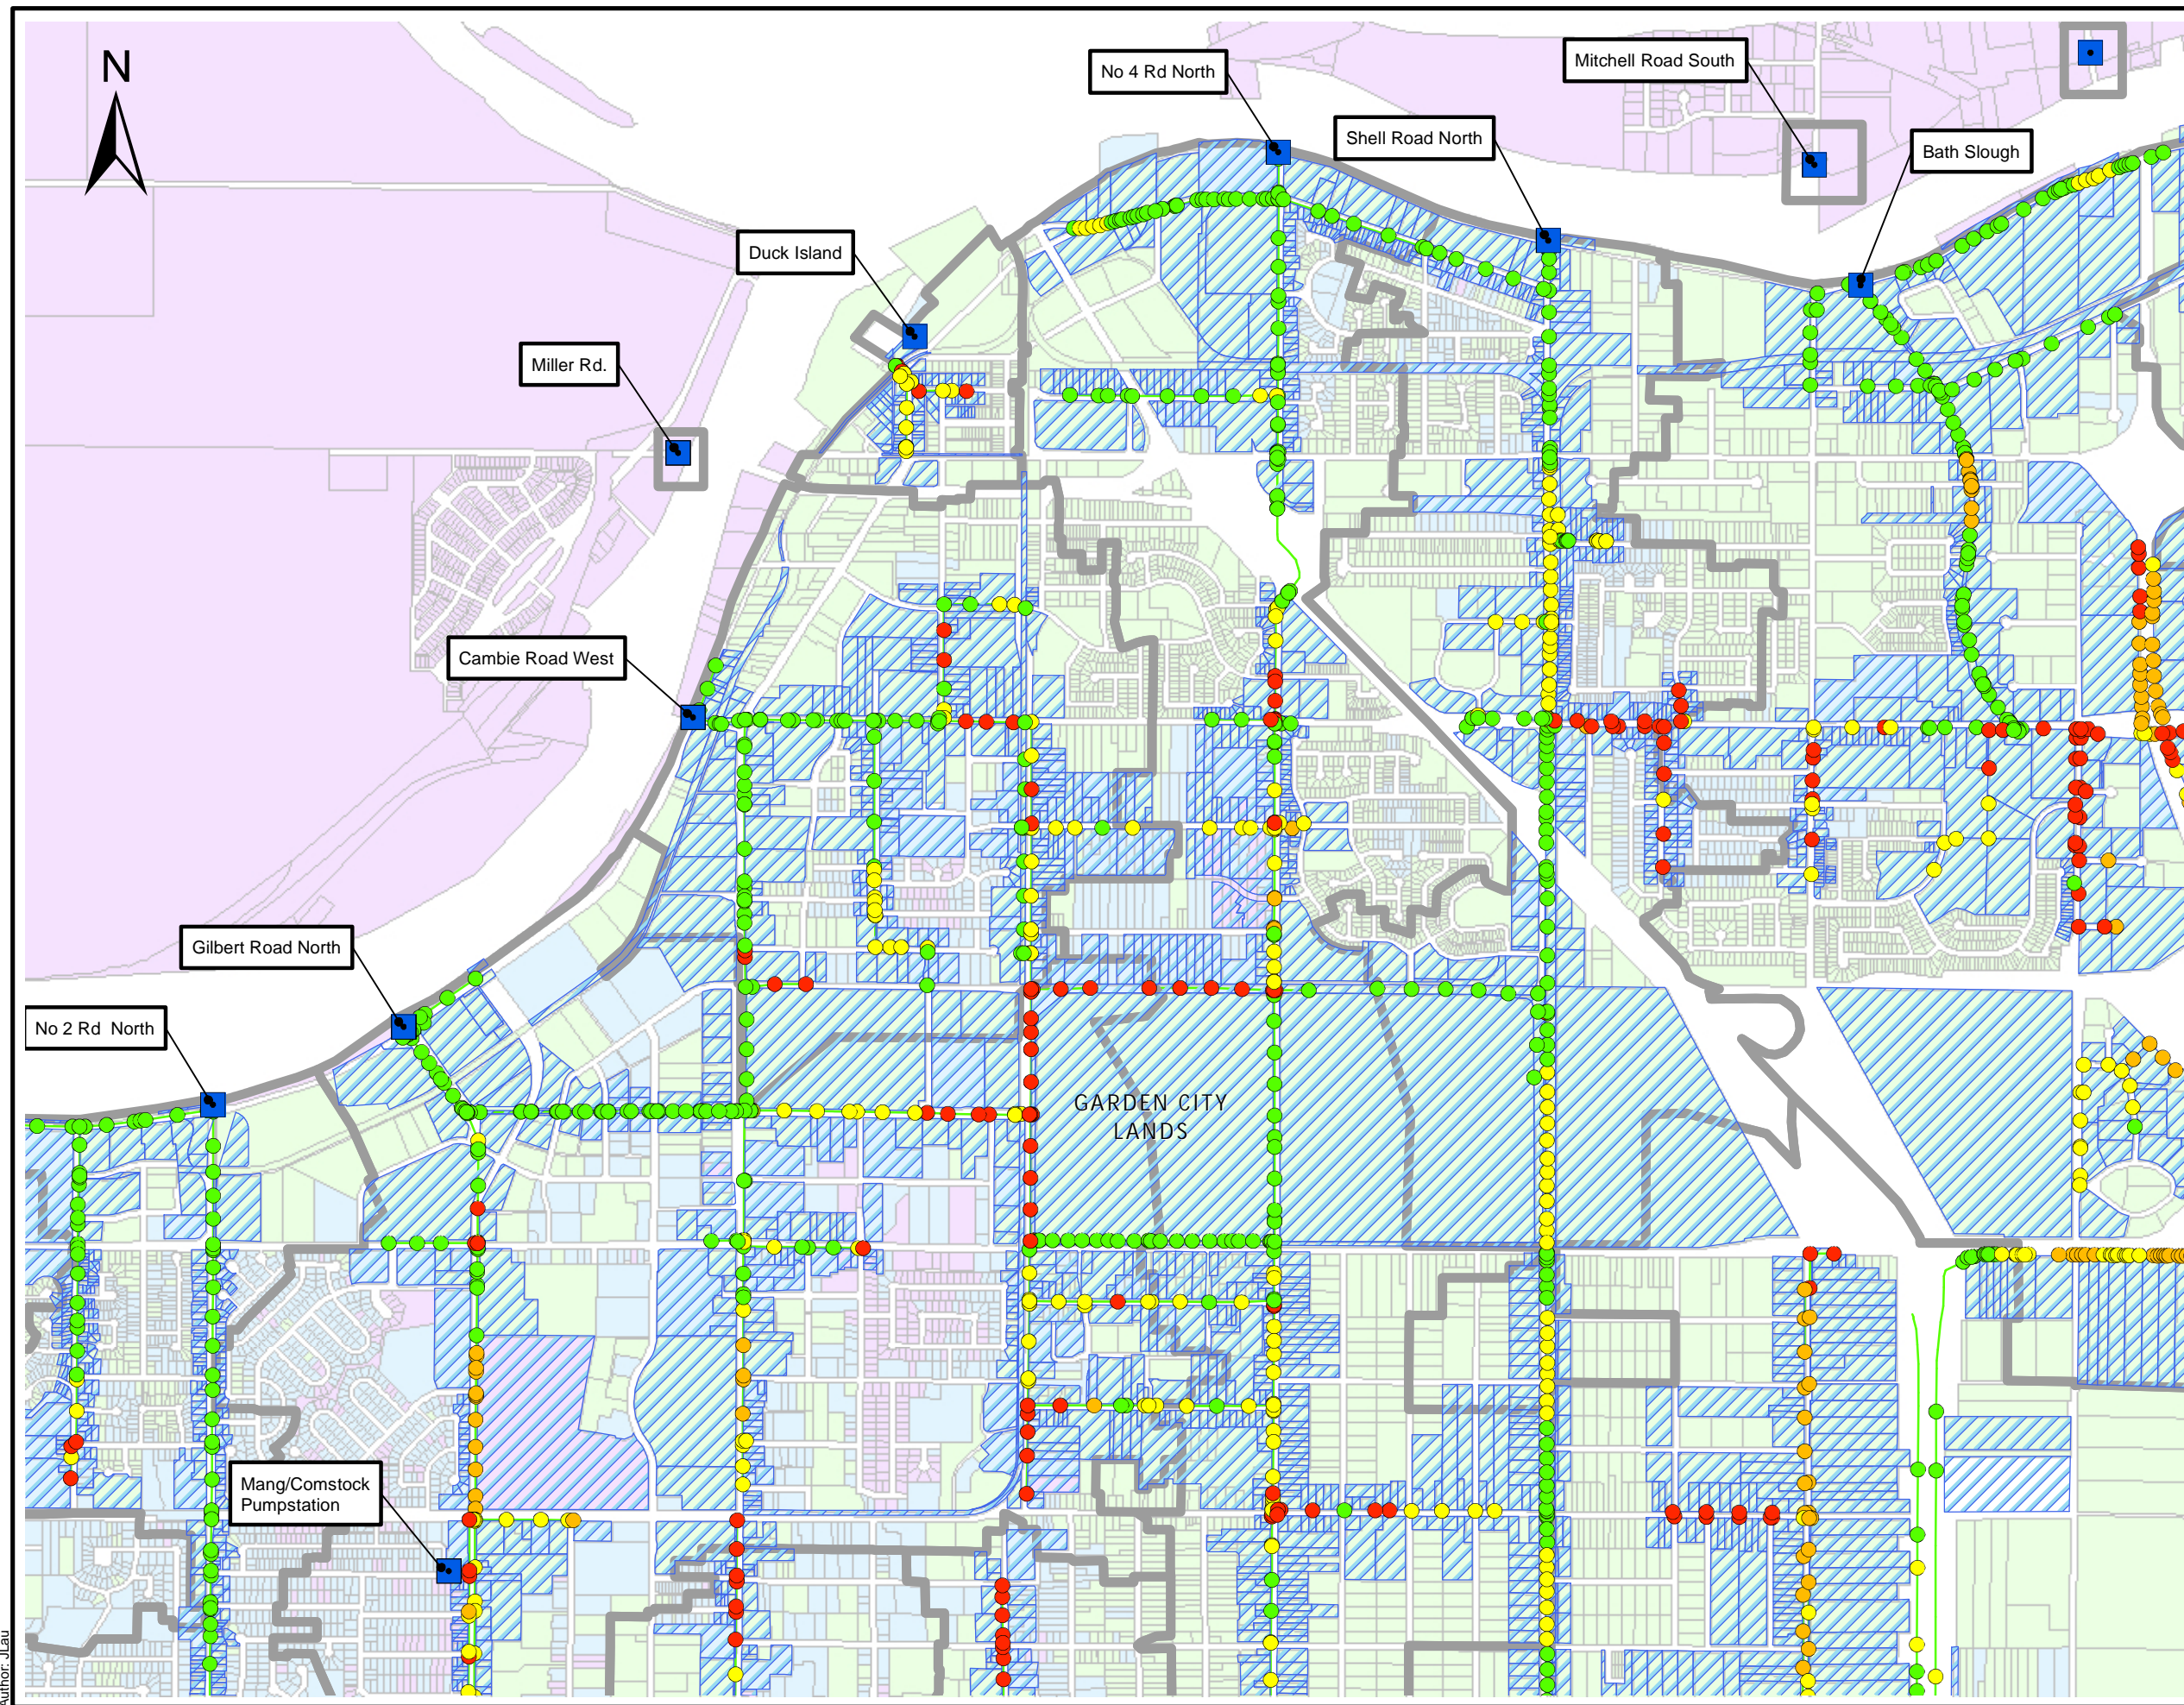 N
No 4 Rd North
Mitchell Road South
Shell Road North
Bath Slough
Duck Island
Miller Rd.
Cambie Road West
Gilbert Road North
No 2 Rd North
GARDEN CITY
LANDS
Mang/Comstock
Pumpstation
Author: JLau